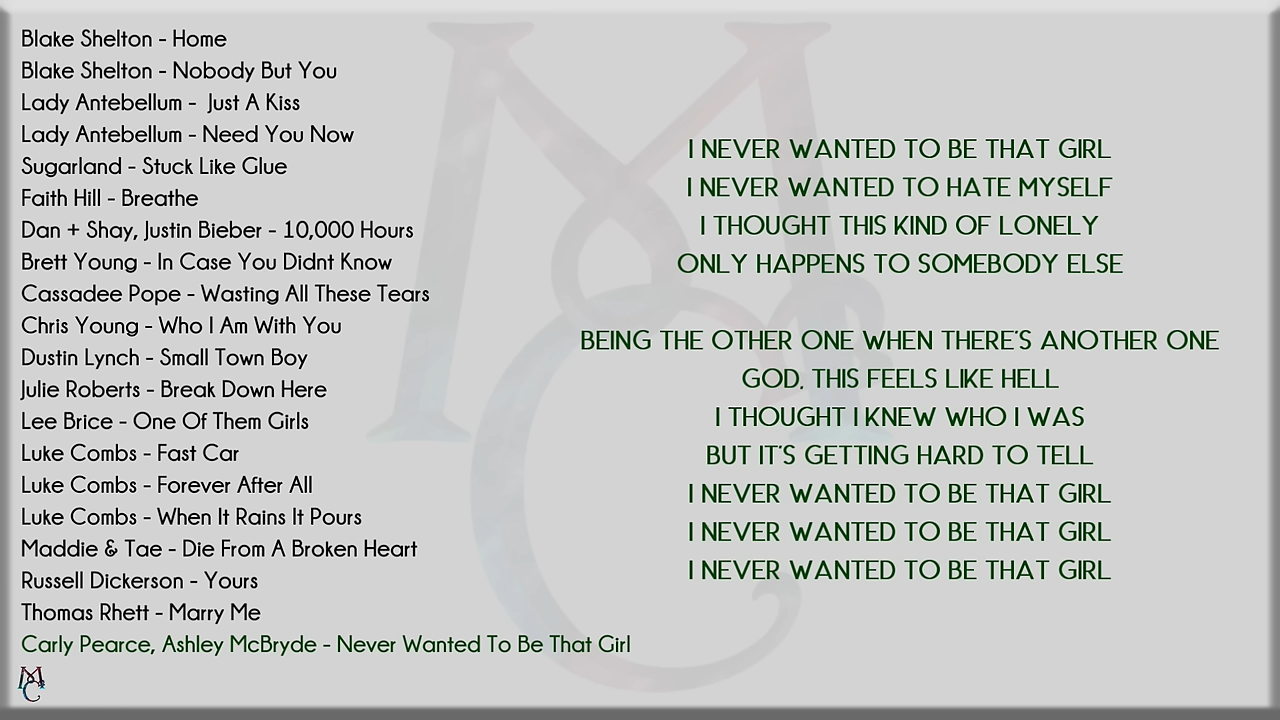 Blake Shelton - Home
Blake Shelton - Nobody But You
Lady Antebellum -  Just A Kiss
Lady Antebellum - Need You Now
Sugarland - Stuck Like Glue
Faith Hill - Breathe
Dan + Shay, Justin Bieber - 10,000 Hours
Brett Young - In Case You Didnt Know
Cassadee Pope - Wasting All These Tears
Chris Young - Who I Am With You
Dustin Lynch - Small Town Boy
Julie Roberts - Break Down Here
Lee Brice - One Of Them Girls
Luke Combs - Fast Car
Luke Combs - Forever After All
Luke Combs - When It Rains It Pours
Maddie & Tae - Die From A Broken Heart
Russell Dickerson - Yours
Thomas Rhett - Marry Me
Carly Pearce, Ashley McBryde - Never Wanted To Be That Girl
I NEVER WANTED TO BE THAT GIRL
I NEVER WANTED TO HATE MYSELF
I THOUGHT THIS KIND OF LONELY
ONLY HAPPENS TO SOMEBODY ELSE
BEING THE OTHER ONE WHEN THERE'S ANOTHER ONE
GOD, THIS FEELS LIKE HELL
I THOUGHT I KNEW WHO I WAS
BUT IT'S GETTING HARD TO TELL
I NEVER WANTED TO BE THAT GIRL
I NEVER WANTED TO BE THAT GIRL
I NEVER WANTED TO BE THAT GIRL